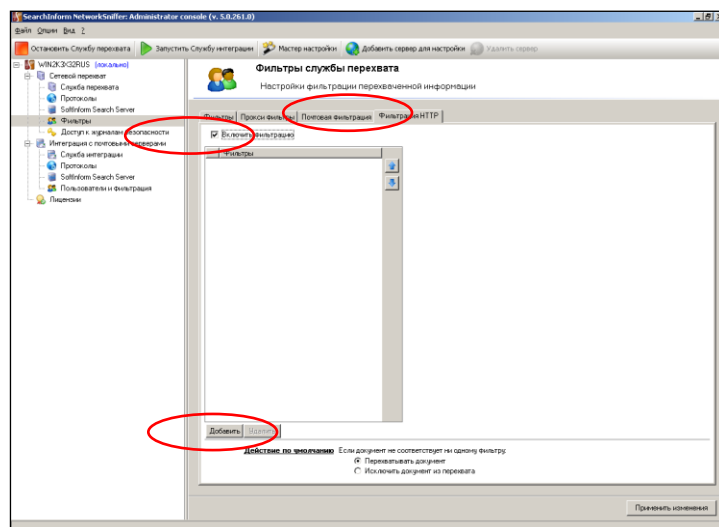 SearchInform NetworkSniffer: Administrator console (v. 5.0.261.0)
Файл Опции Вид ?
Остановить Службу перехвата Запустить Службу интеграции Мастер настройки Добавить сервер для настройки Удалить сервер
WIN2K3X32RUS (локально)
Сетевой перехват
Служба перехвата
Протоколы
SoftInform Search Server
Фильтры
Доступ к журналам безопасности
Интеграция с почтовыми серверами
Служба интеграции
Протоколы
SoftInform Search Server
Пользователи и фильтрация
Лицензии
Фильтры службы перехвата
Настройки фильтрации перехваченной информации
Фильтры Прокси фильтры Почтовая фильтрация Фильтрация HTTP
Включить фильтрацию
Фильтры
Добавить Удалить
Действие по умолчанию Если документ не соответствует ни одному фильтру:
Перехватывать документ
Исключить документ из перехвата
Применить изменения